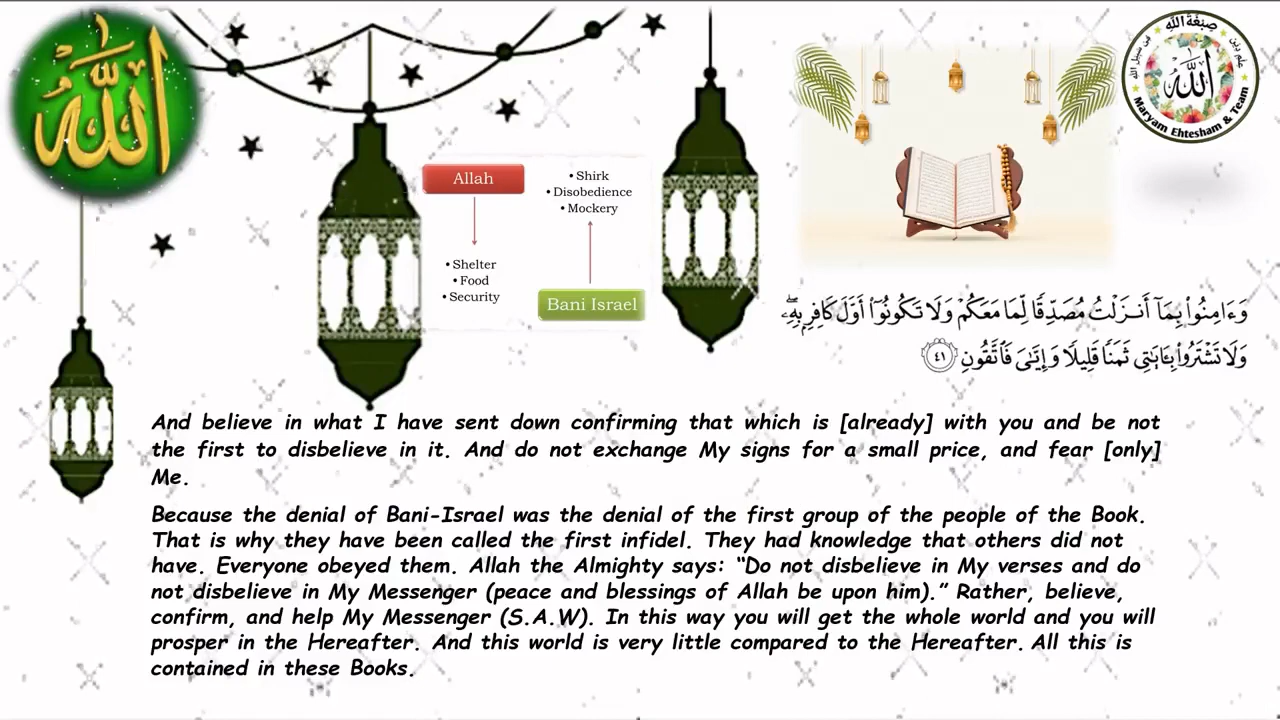 الله
صِبْغَةَ اللّٰهِ
الله
Maryam Ehtesham & Team
Allah
• Shelter
• Food
• Security
• Shirk
• Disobedience
• Mockery
Bani Israel
وَءَامِنُوا۟ بِمَآ أَنزَلْتُ مُصَدِّقًا لِّمَا مَعَكُمْ وَلَا تَكُونُوٓا۟ أَوَّلَ كَافِرٍۭ بِهِۦ ۖ
وَلَا تَشْتَرُوا۟ بِـَٔايَـٰتِى ثَمَنًا قَلِيلًا وَإِيَّـٰىَ فَٱتَّقُونِ ٤١
And believe in what I have sent down confirming that which is [already] with you and be not
the first to disbelieve in it. And do not exchange My signs for a small price, and fear [only]
Me.
Because the denial of Bani-Israel was the denial of the first group of the people of the Book.
That is why they have been called the first infidel. They had knowledge that others did not
have. Everyone obeyed them. Allah the Almighty says: “Do not disbelieve in My verses and do
not disbelieve in My Messenger (peace and blessings of Allah be upon him).” Rather, believe,
confirm, and help My Messenger (S.A.W). In this way you will get the whole world and you will
prosper in the Hereafter. And this world is very little compared to the Hereafter. All this is
contained in these Books.